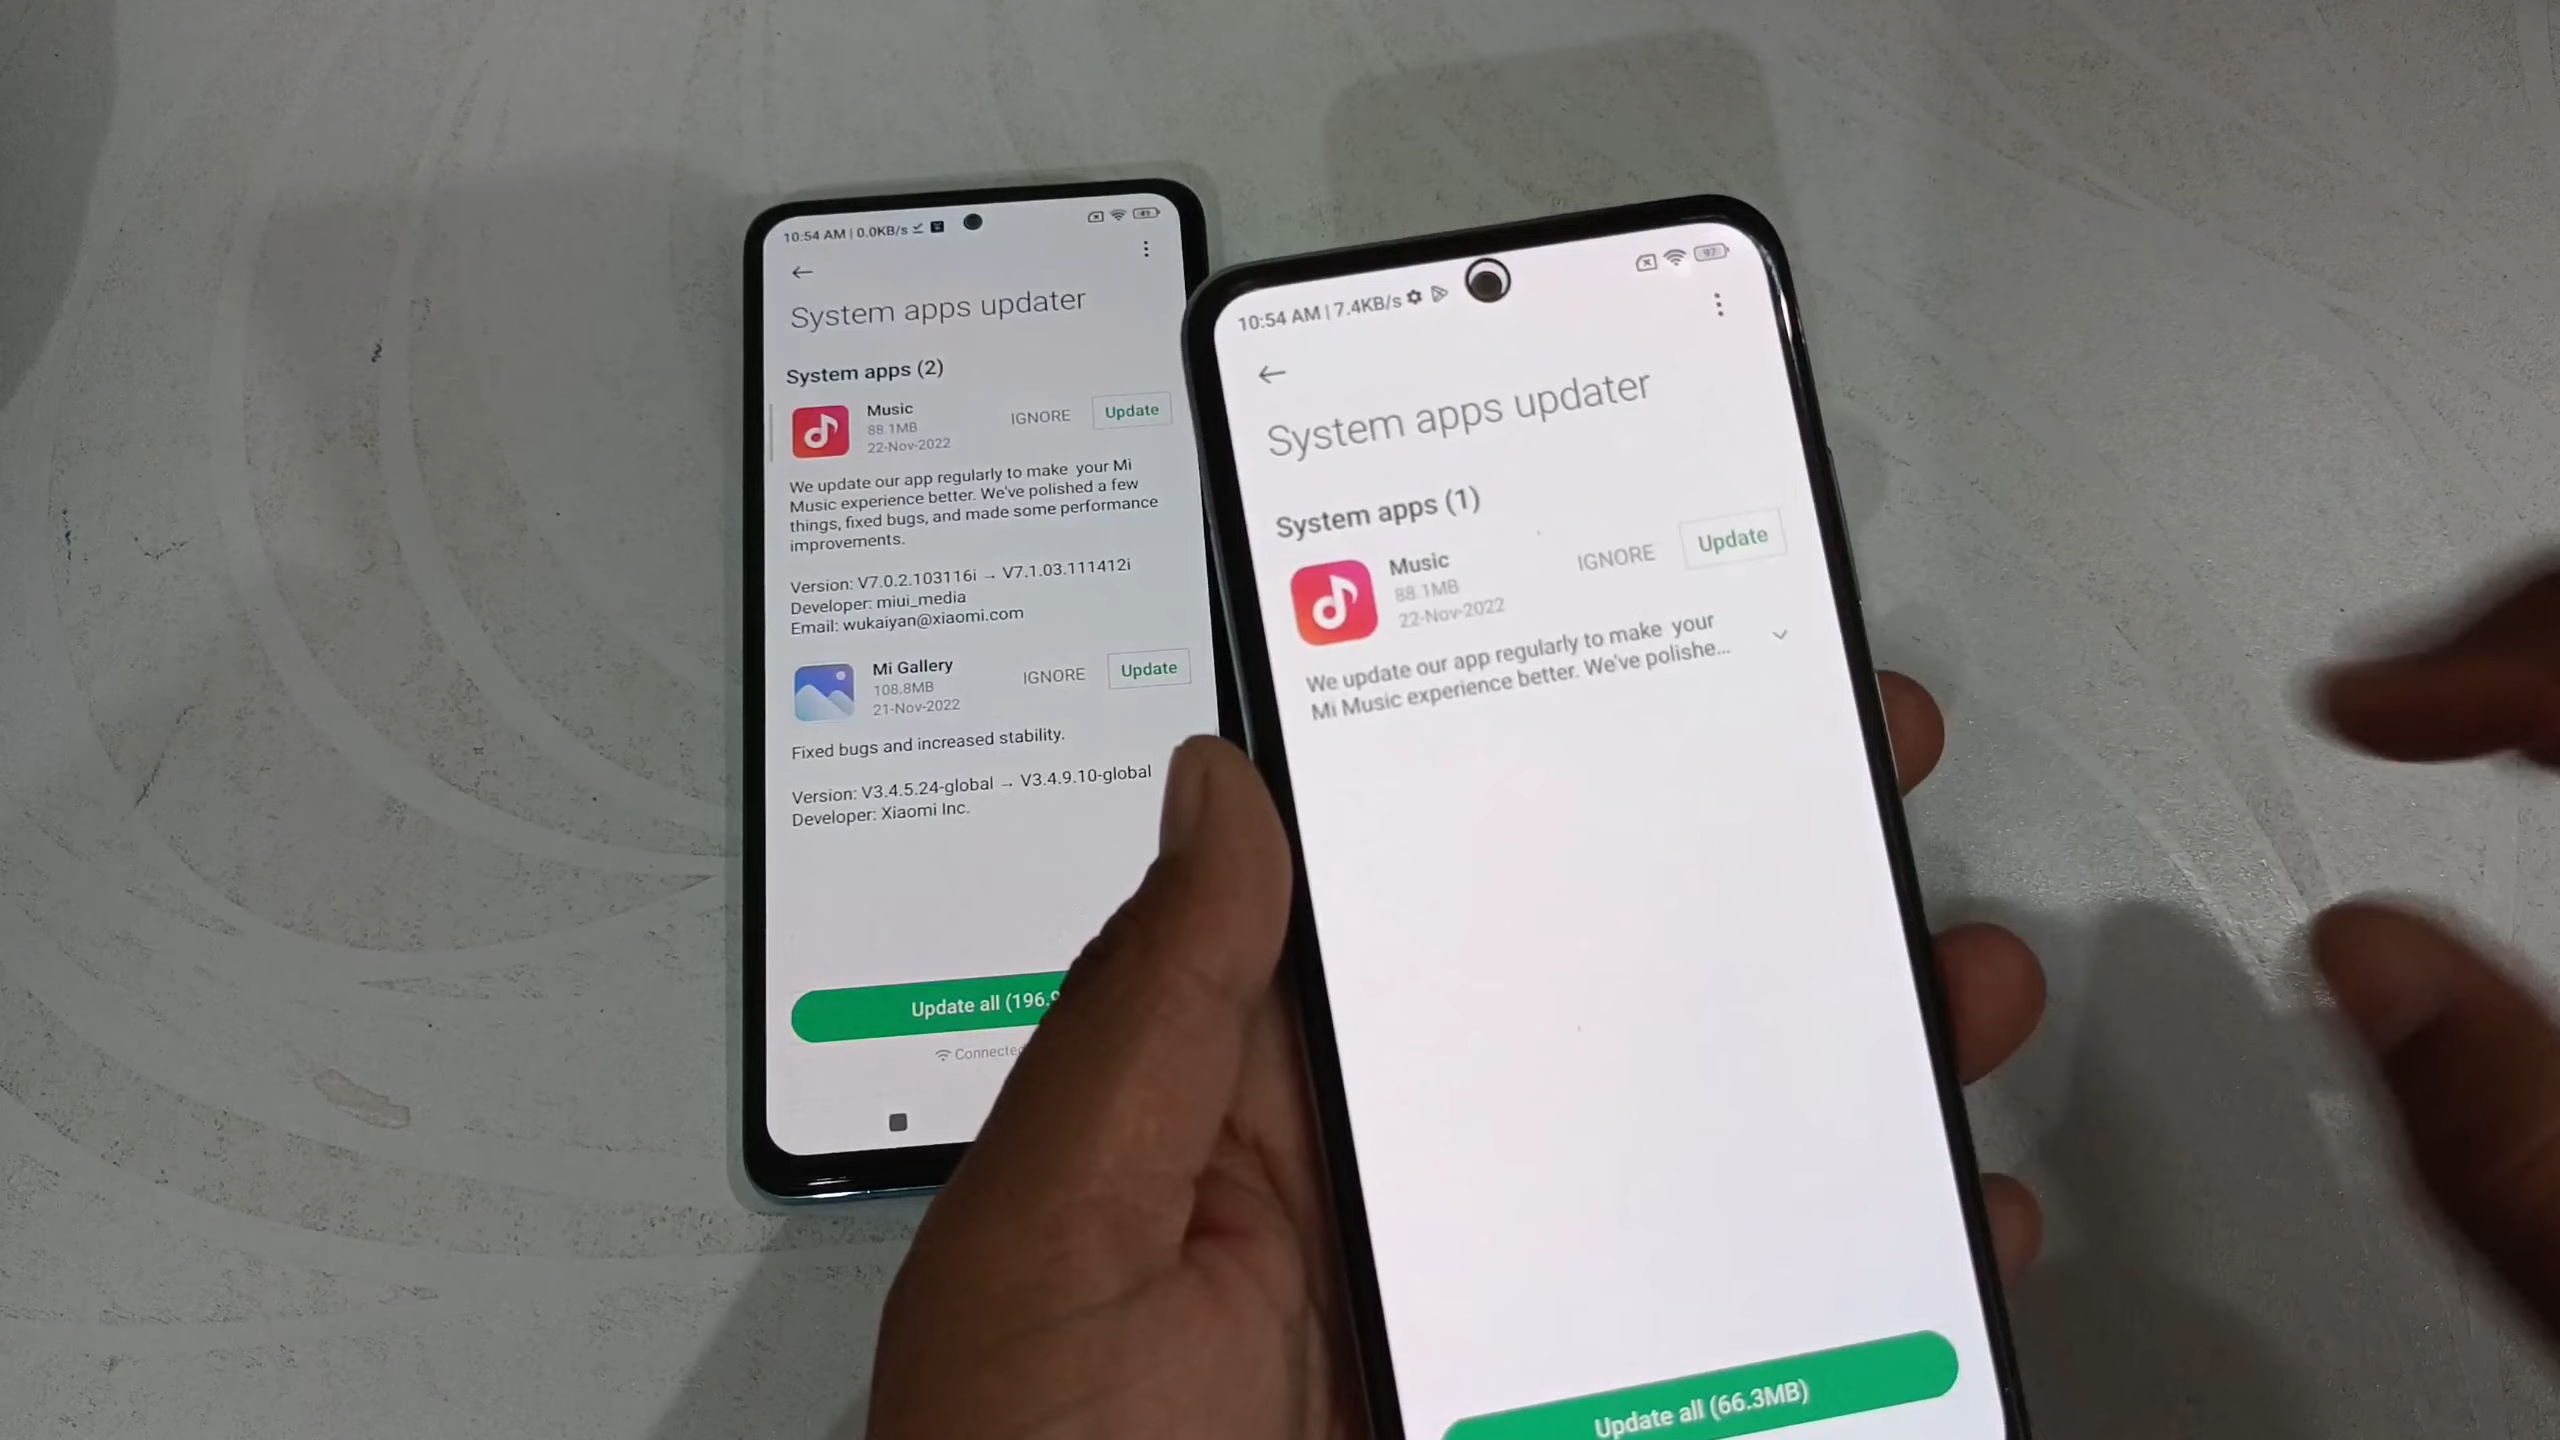 10:54 AM | 0.0KB/s
49
System apps updater
System apps (2)
Music
88.1MB
22-Nov-2022
IGNORE
Update
We update our app regularly to make your Mi
Music experience better. We've polished a few
things, fixed bugs, and made some performance
improvements.
Version: V7.0.2.103116i → V7.1.03.111412i
Developer: miui_media
Email: wukaiyan@xiaomi.com
Mi Gallery
108.8MB
21-Nov-2022
IGNORE
Update
Fixed bugs and increased stability.
Version: V3.4.5.24-global → V3.4.9.10-global
Developer: Xiaomi Inc.
Update all (196.9
Connected
10:54 AM | 7.4KB/s
97
System apps updater
System apps (1)
Music
88.1MB
22-Nov-2022
IGNORE
Update
We update our app regularly to make your
Mi Music experience better. We've polishe...
Update all (66.3MB)